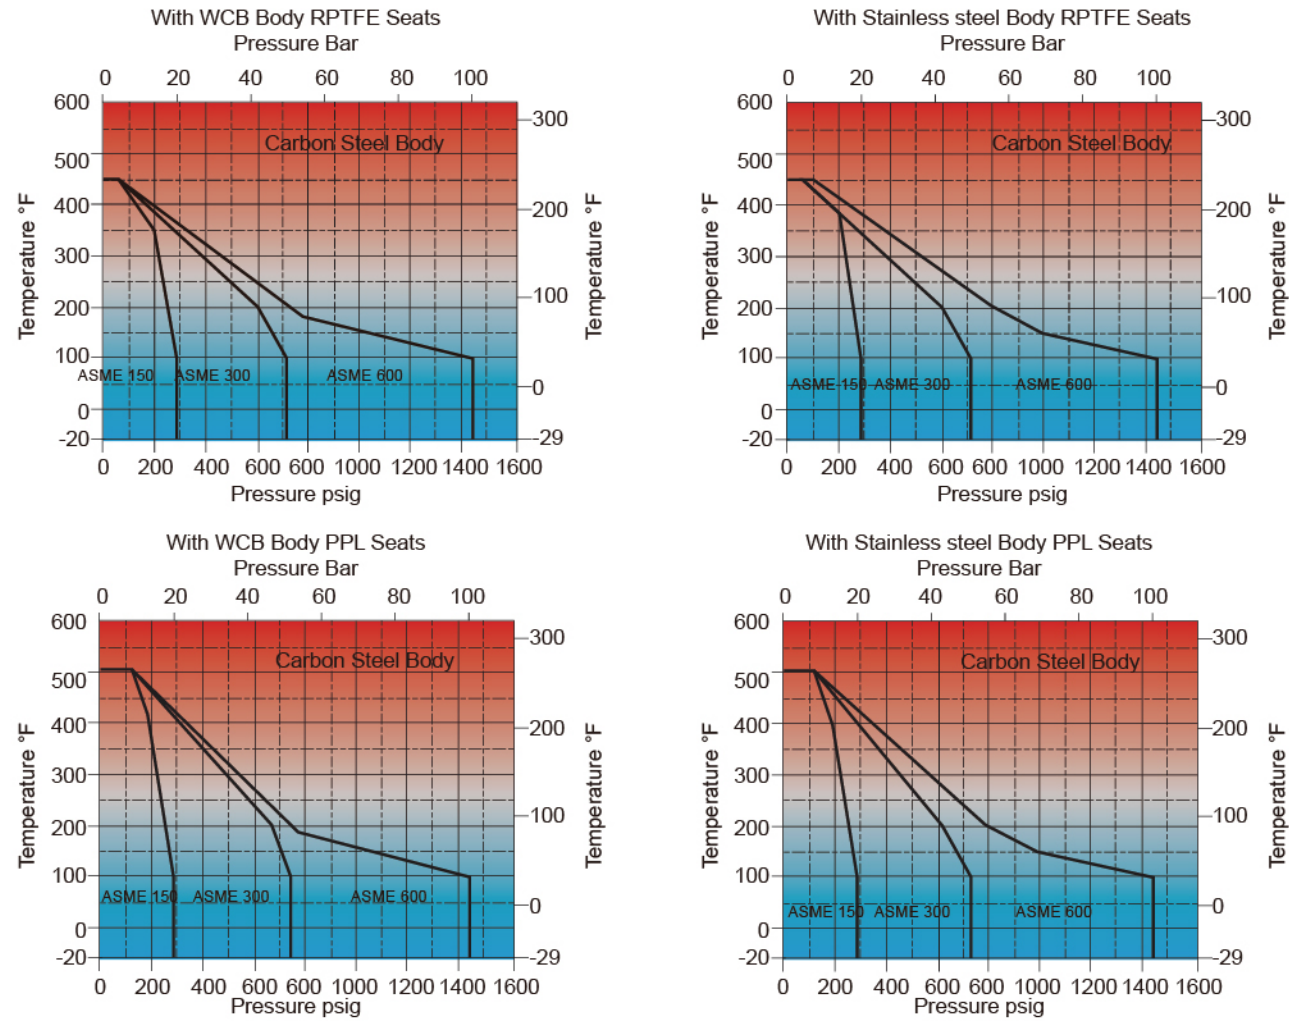 With WCB Body RPTFE Seats
Pressure Bar
0 20 40 60 80 100
600
500
400
300
200
100
0
-20
300
200
100
0
-29
Temperature °F
Temperature °F
Carbon Steel Body
ASME 150 ASME 300 ASME 600
0 200 400 600 800 1000 1200 1400 1600
Pressure psig
With Stainless steel Body RPTFE Seats
Pressure Bar
0 20 40 60 80 100
600
500
400
300
200
100
0
-20
300
200
100
0
-29
Temperature °F
Temperature °F
Carbon Steel Body
ASME 150 ASME 300 ASME 600
0 200 400 600 800 1000 1200 1400 1600
Pressure psig
With WCB Body PPL Seats
Pressure Bar
0 20 40 60 80 100
600
500
400
300
200
100
0
-20
300
200
100
0
-29
Temperature °F
Temperature °F
Carbon Steel Body
ASME 150 ASME 300 ASME 600
0 200 400 600 800 1000 1200 1400 1600
Pressure psig
With Stainless steel Body PPL Seats
Pressure Bar
0 20 40 60 80 100
600
500
400
300
200
100
0
-20
300
200
100
0
-29
Temperature °F
Temperature °F
Carbon Steel Body
ASME 150 ASME 300 ASME 600
0 200 400 600 800 1000 1200 1400 1600
Pressure psig